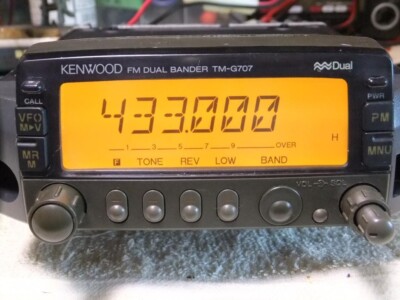 KENWOOD FM DUAL BANDER TM-G707
Dual
CALL
PWR
433.000
VFO
M▶V
PM
MR
M
MNU
1 3 5 7 9 OVER
H
F TONE REV LOW BAND
VOL SQL